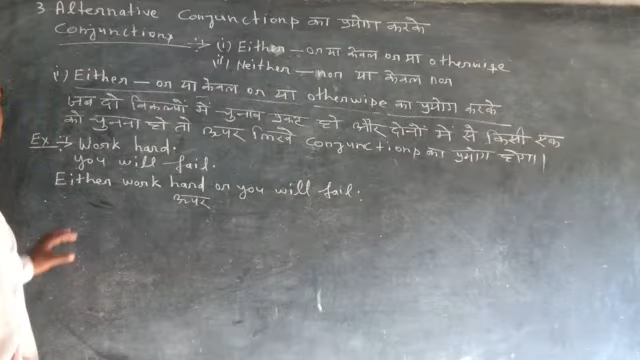 3 Alternative Conjunctionp का प्रयोग करके
Conjunctionp :→ (i) Either — or या केवल or या otherwise
(ii) Neither — nor या केवल nor
(i) Either — or या केवल or या otherwipe का प्रयोग करके
जब दो विकल्पों में चुनाव प्रकट हो और दोनों में से किसी एक
को चुनना हो तो ऊपर लिखे Conjunctionp का प्रयोग होगा।
Ex :→ Work hard.
You will fail.
Either work hard or you will fail.
ऊपर